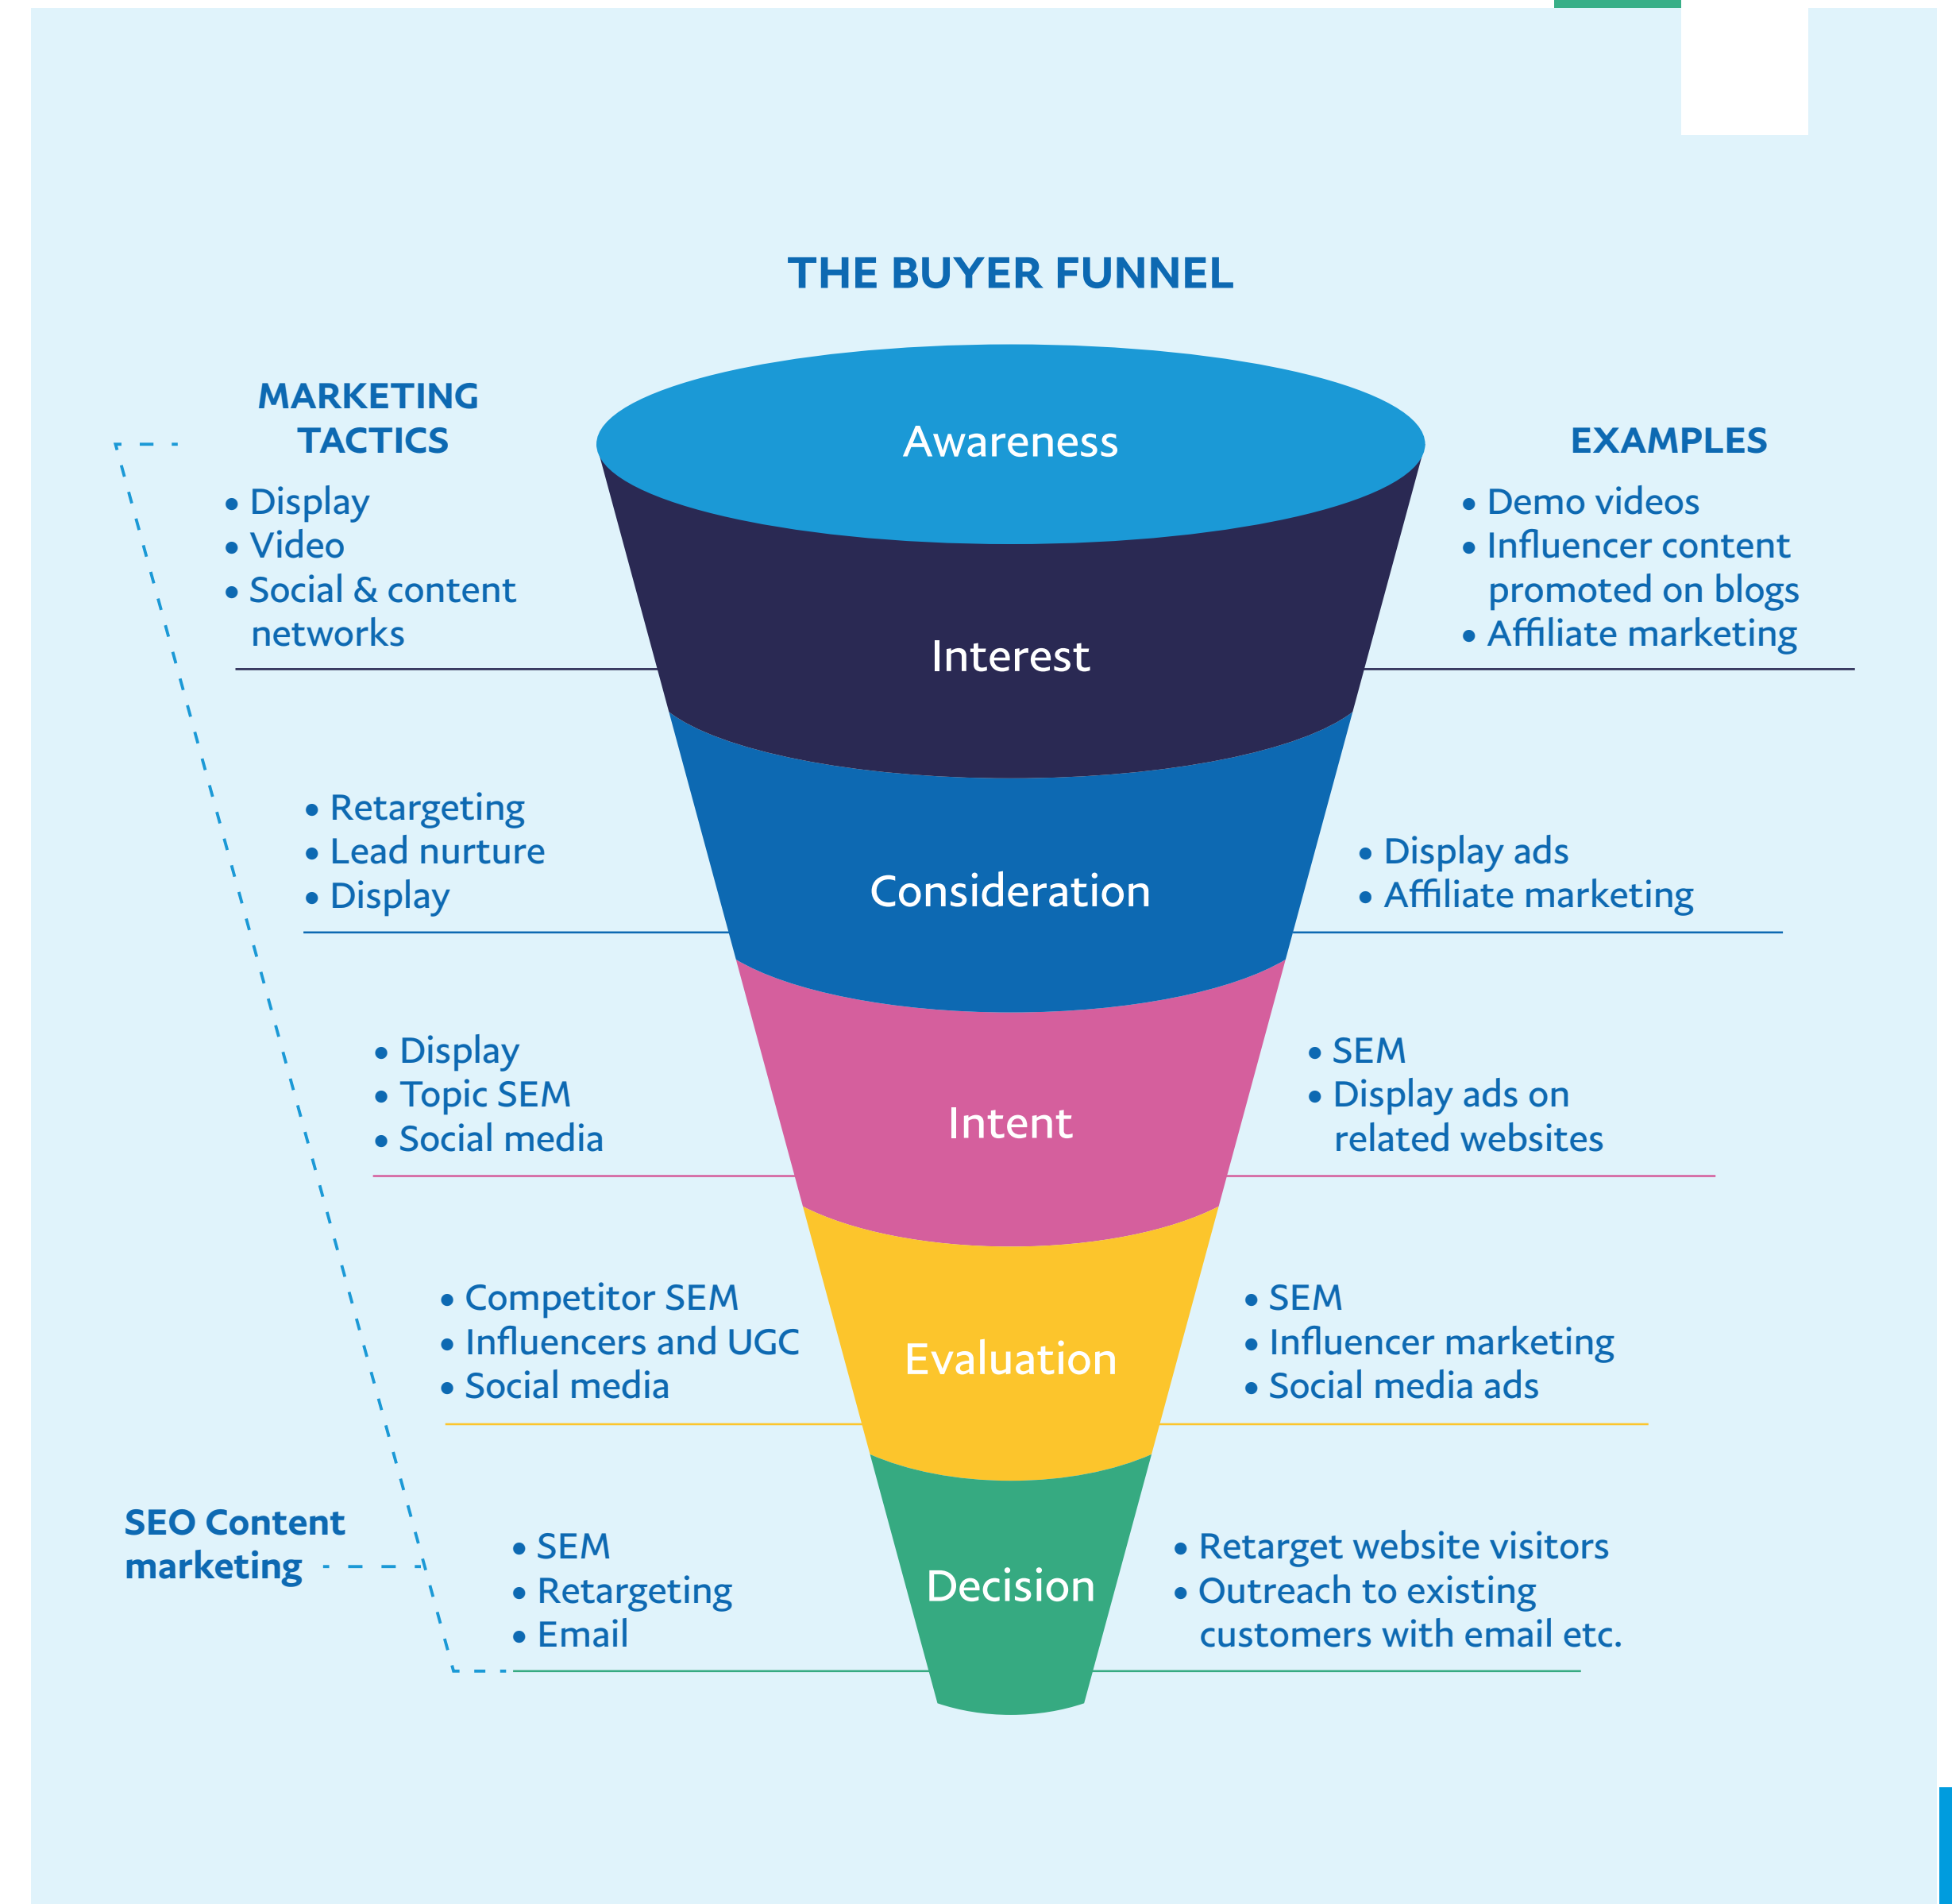 THE BUYER FUNNEL
MARKETING
TACTICS
• Display
• Video
• Social & content
networks
Awareness
Interest
EXAMPLES
• Demo videos
• Influencer content
promoted on blogs
• Affiliate marketing
• Retargeting
• Lead nurture
• Display
Consideration
• Display ads
• Affiliate marketing
• Display
• Topic SEM
• Social media
Intent
• SEM
• Display ads on
related websites
• Competitor SEM
• Influencers and UGC
• Social media
Evaluation
• SEM
• Influencer marketing
• Social media ads
SEO Content
marketing
• SEM
• Retargeting
• Email
Decision
• Retarget website visitors
• Outreach to existing
customers with email etc.